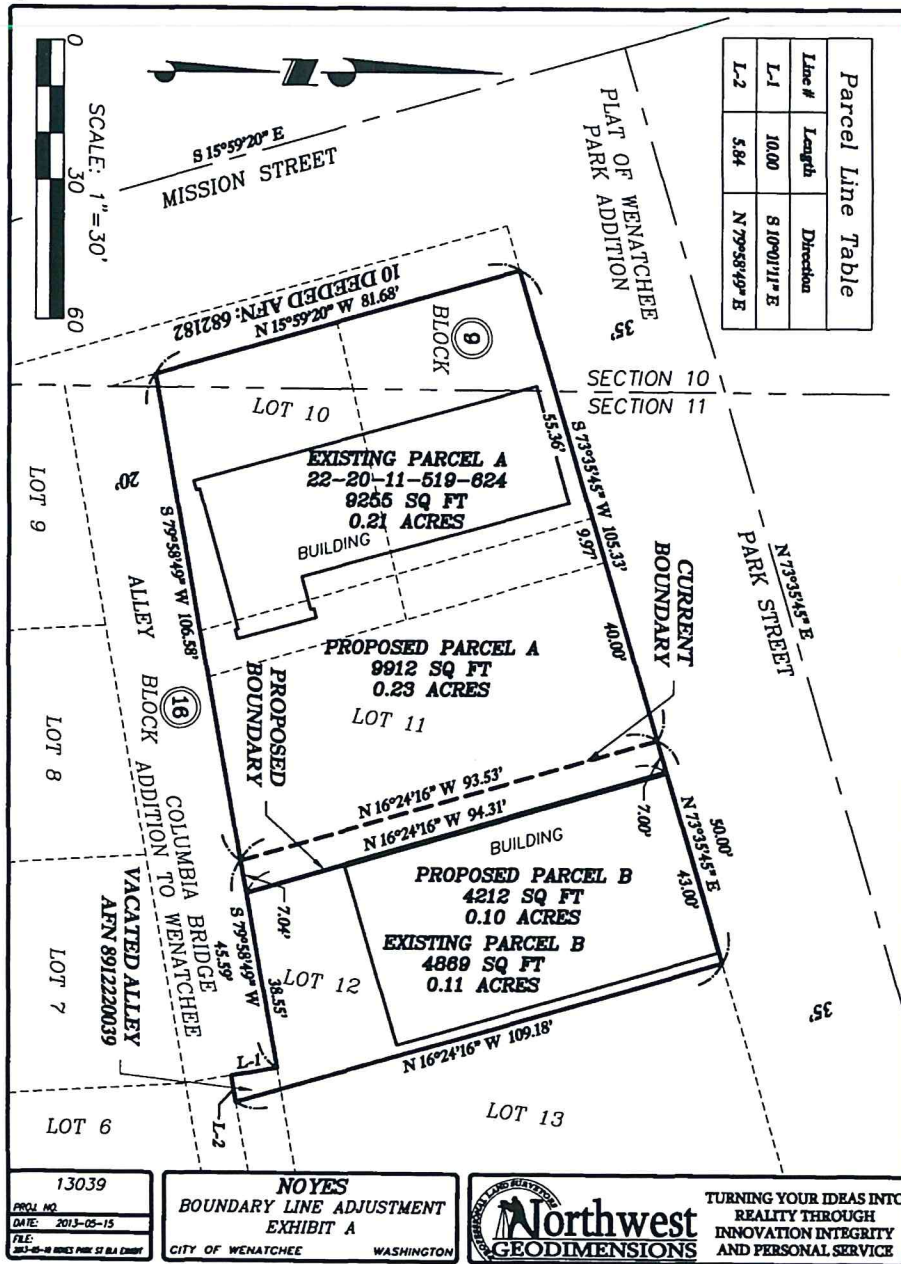 Parcel Line Table
Line # Length Direction
L-1 10.00 S 10°01'11" E
L-2 5.84 N 79°58'49" E
0 30 60
SCALE: 1"=30'
N
S 15°59'20" E
MISSION STREET
PLAT OF WENATCHEE
PARK ADDITION
35'
10 DEEDED AFN: 682182
N 15°59'20" W 81.68'
BLOCK
9
SECTION 10
SECTION 11
LOT 10
55.36'
S 73°35'45" W 105.33'
9.97'
40.00'
EXISTING PARCEL A
22-20-11-519-624
9255 SQ FT
0.21 ACRES
BUILDING
N 73°35'45" E
PARK STREET
CURRENT
BOUNDARY
LOT 9
20'
S 79°58'49" W 106.58'
ALLEY
PROPOSED PARCEL A
9912 SQ FT
0.23 ACRES
LOT 11
PROPOSED
BOUNDARY
16
BLOCK
COLUMBIA BRIDGE
ADDITION TO WENATCHEE
LOT 8
N 16°24'16" W 93.53'
N 16°24'16" W 94.31'
7.00'
50.00'
N 73°35'45" E
43.00'
BUILDING
PROPOSED PARCEL B
4212 SQ FT
0.10 ACRES
EXISTING PARCEL B
4869 SQ FT
0.11 ACRES
7.04'
S 79°58'49" W
45.59'
38.55'
LOT 12
VACATED ALLEY
AFN 8912220039
LOT 7
N 16°24'16" W 109.18'
35'
L-1
L-2
LOT 13
LOT 6
13039
PROJ. NO.
DATE: 2013-05-15
FILE:
NOYES
BOUNDARY LINE ADJUSTMENT
EXHIBIT A
CITY OF WENATCHEE WASHINGTON
PROFESSIONAL LAND SURVEYORS
Northwest
GEODIMENSIONS
TURNING YOUR IDEAS INTO
REALITY THROUGH
INNOVATION INTEGRITY
AND PERSONAL SERVICE